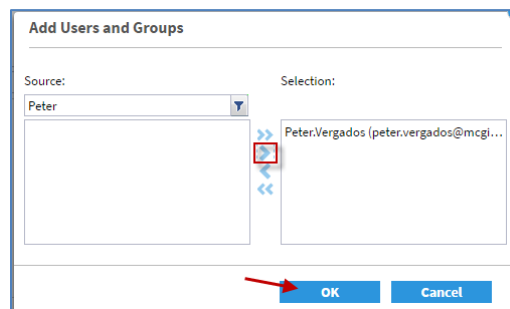 Add Users and Groups
Source:
Selection:
Peter
Peter.Vergados (peter.vergados@mcgi...
OK
Cancel